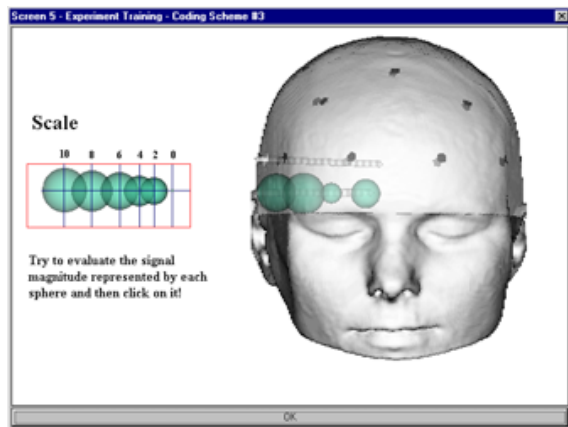 Screen 5 - Experiment Training - Coding Scheme #3
Scale
10 8 6 4 2 0
Try to evaluate the signal
magnitude represented by each
sphere and then click on it!
OK